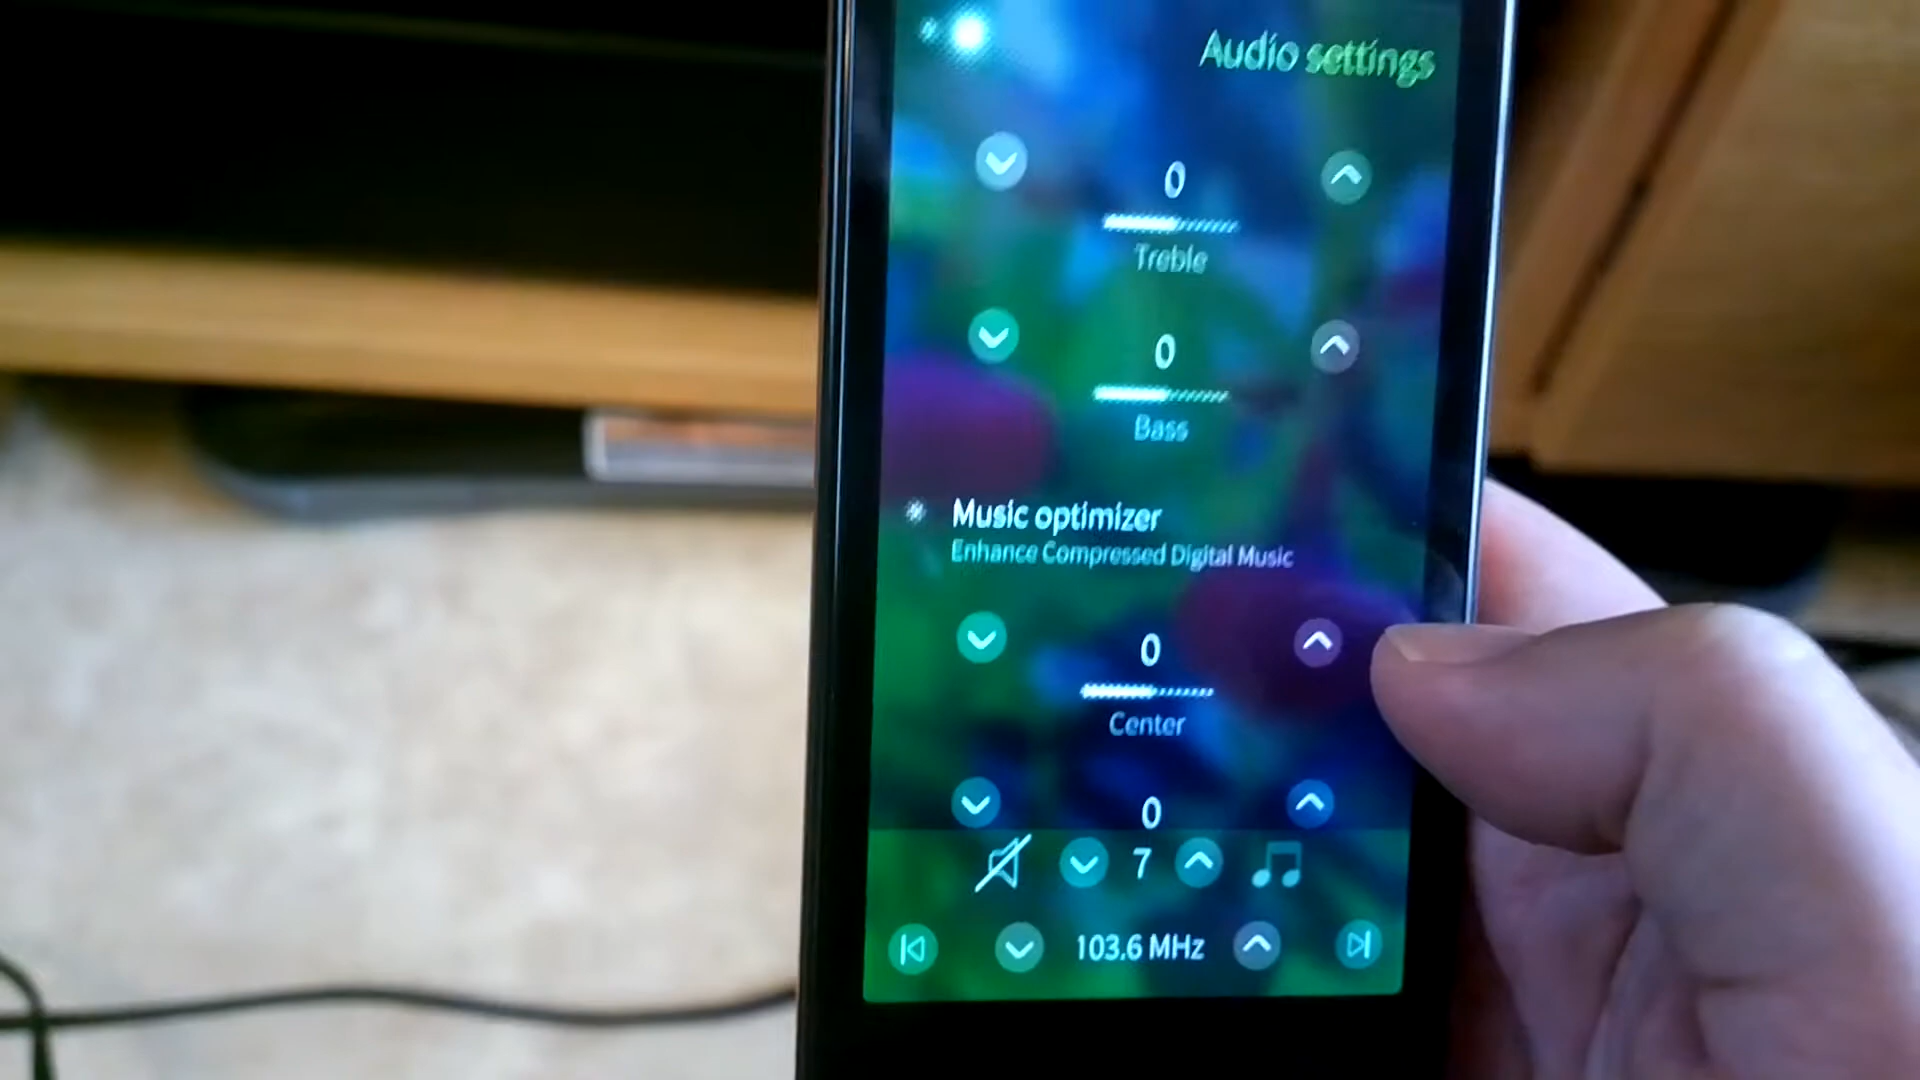 Audio settings
0
Treble
0
Bass
Music optimizer
Enhance Compressed Digital Music
0
Center
0
7
103.6 MHz